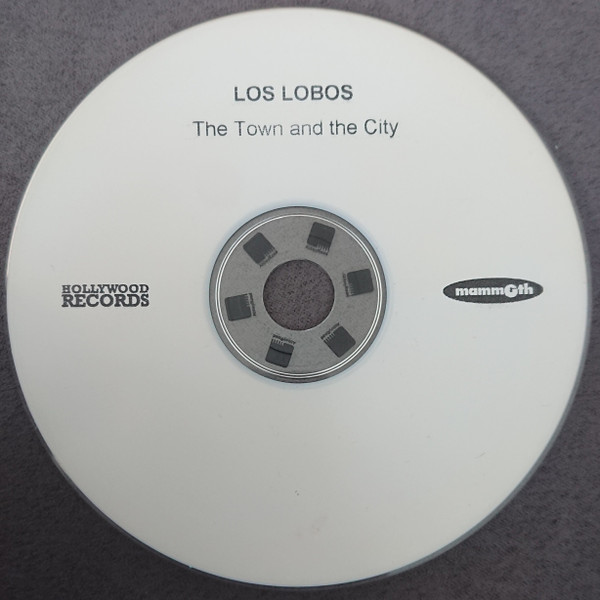 LOS LOBOS
The Town and the City
HOLLYWOOD
RECORDS
mammoth